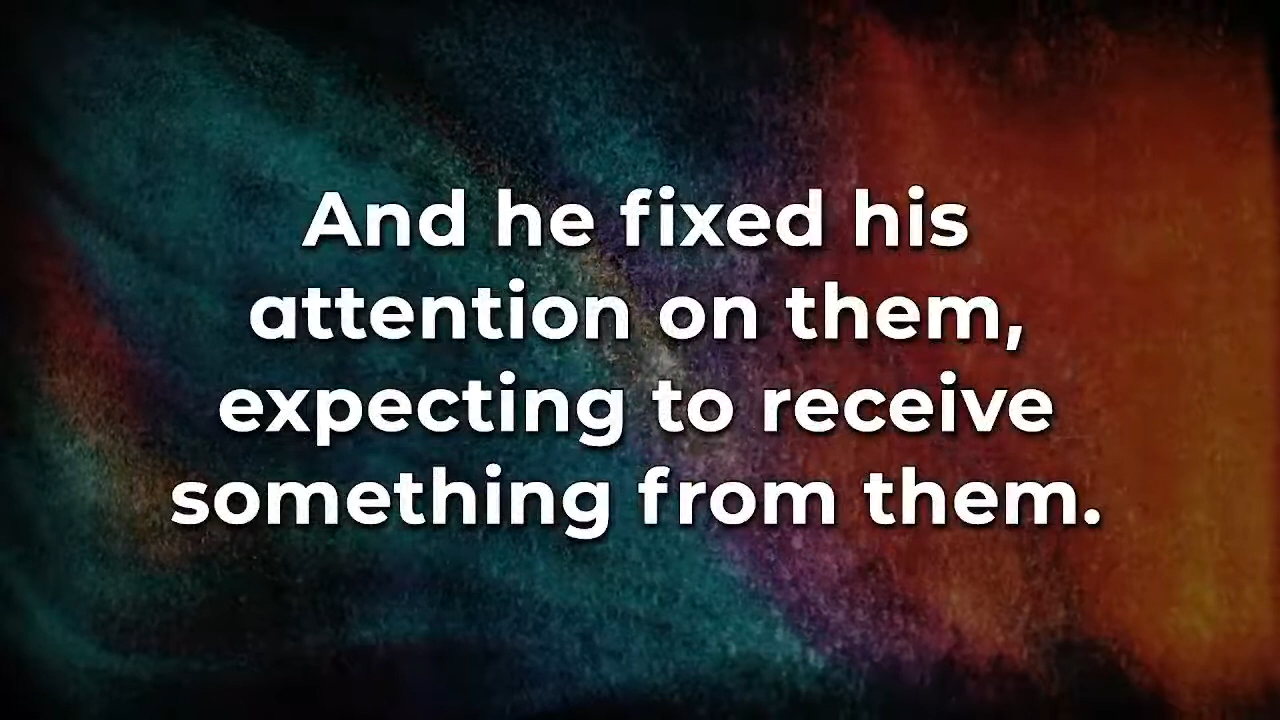 And he fixed his
attention on them,
expecting to receive
something from them.